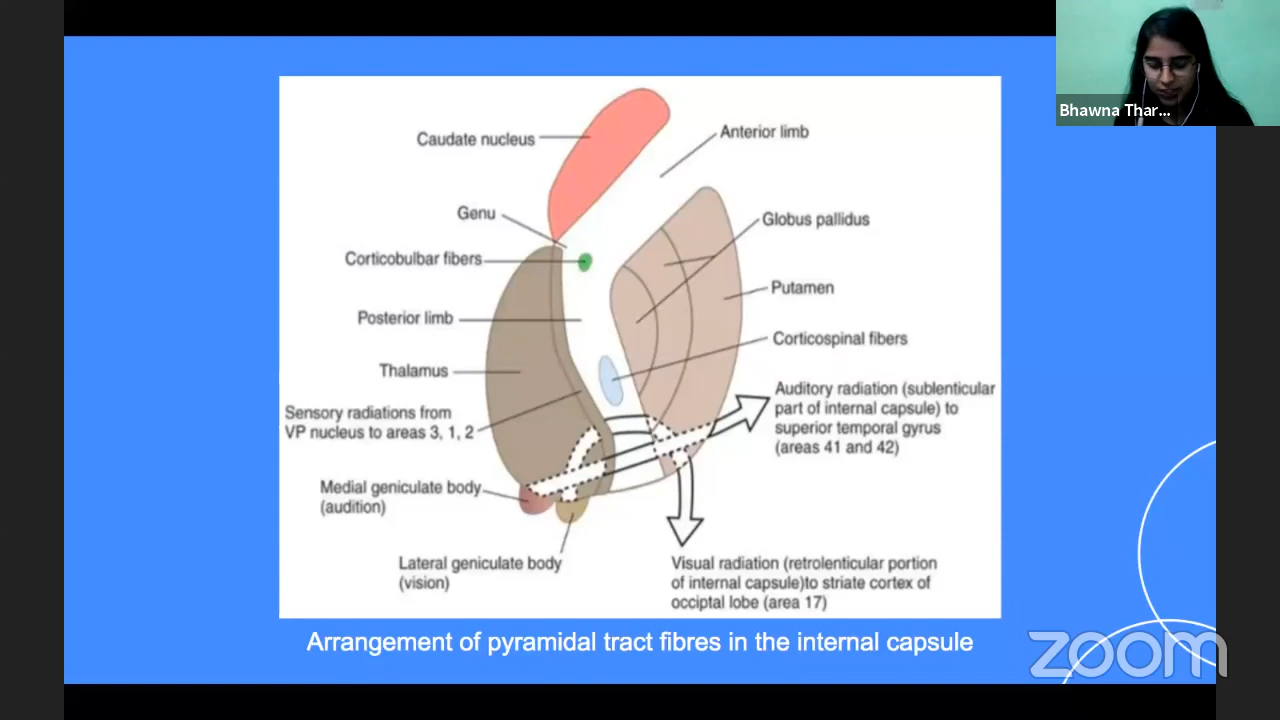 Bhawna Thar...
Caudate nucleus
Anterior limb
Genu
Globus pallidus
Corticobulbar fibers
Putamen
Posterior limb
Corticospinal fibers
Thalamus
Auditory radiation (sublenticular
part of internal capsule) to
superior temporal gyrus
(areas 41 and 42)
Sensory radiations from
VP nucleus to areas 3, 1, 2
Medial geniculate body
(audition)
Lateral geniculate body
(vision)
Visual radiation (retrolenticular portion
of internal capsule)to striate cortex of
occiptal lobe (area 17)
Arrangement of pyramidal tract fibres in the internal capsule
zoom